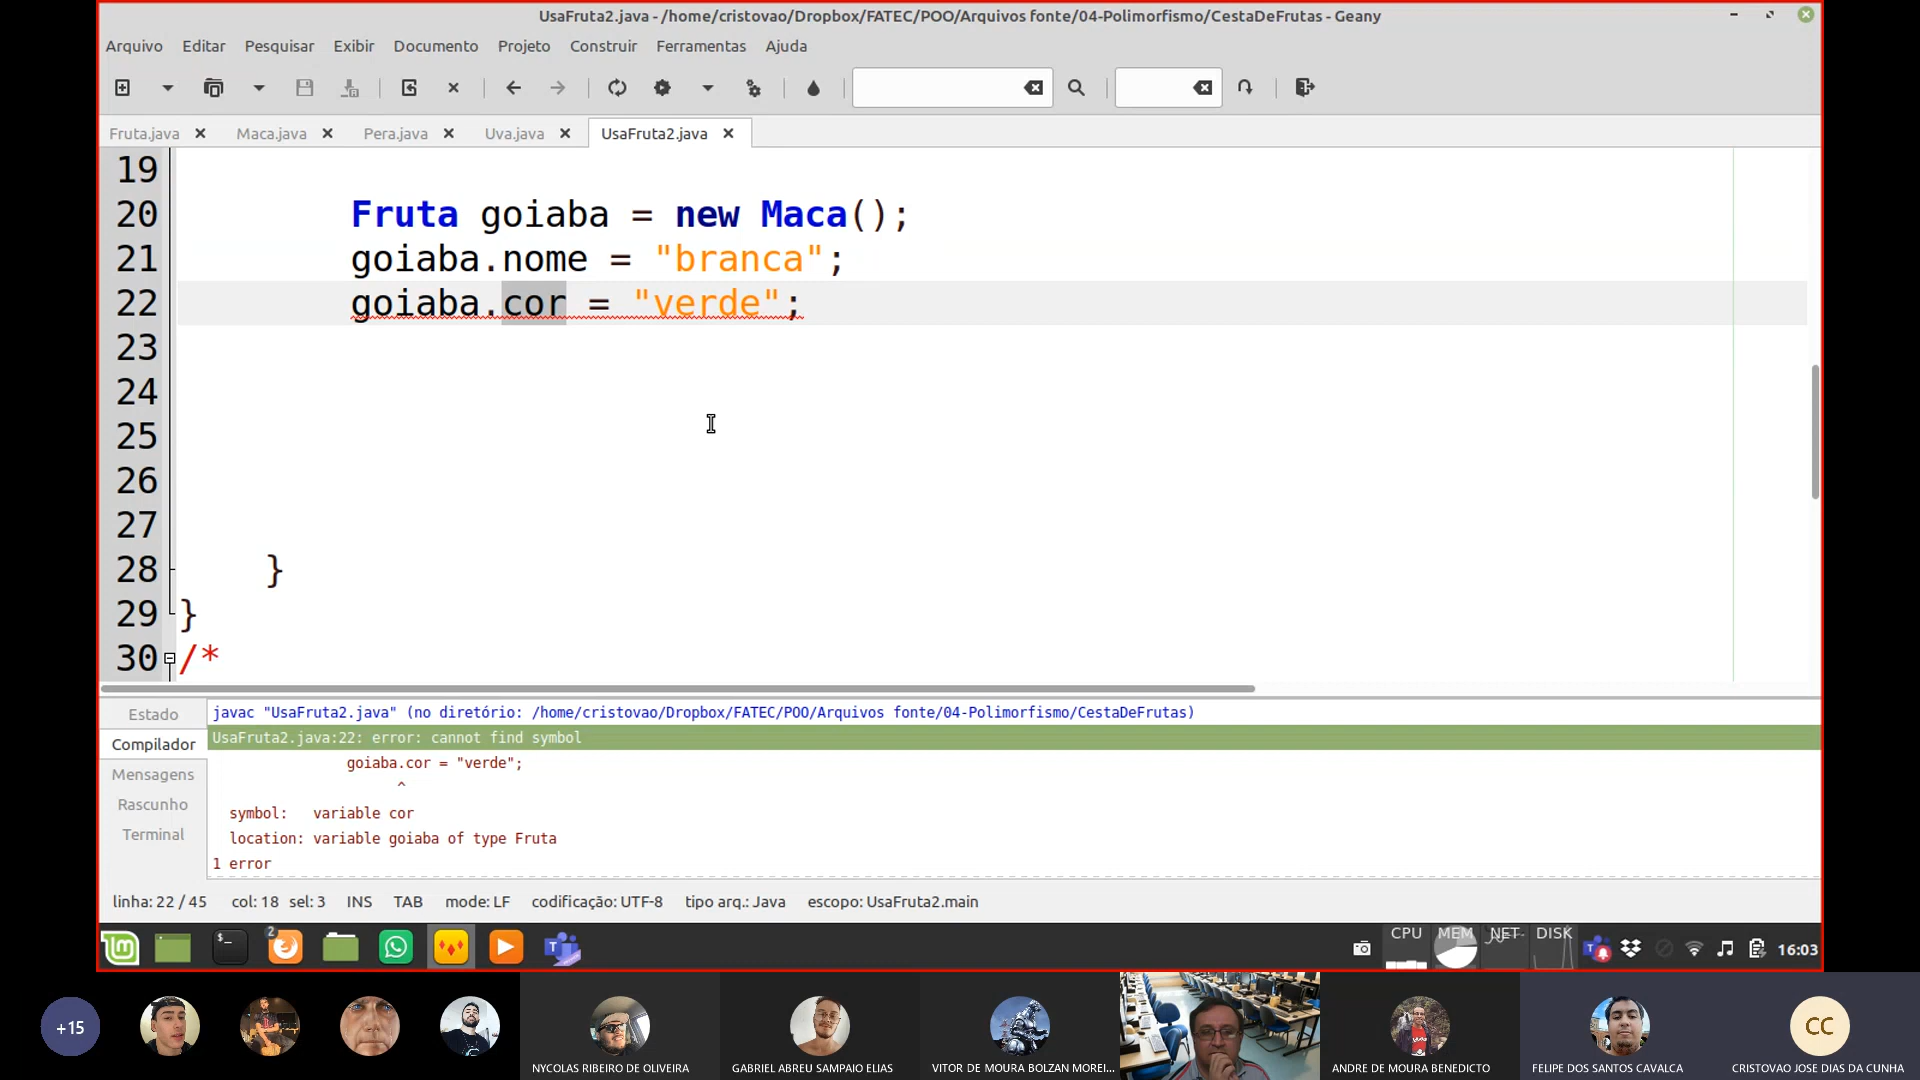 UsaFruta2.java - /home/cristovao/Dropbox/FATEC/POO/Arquivos fonte/04-Polimorfismo/CestaDeFrutas - Geany
Arquivo Editar Pesquisar Exibir Documento Projeto Construir Ferramentas Ajuda
Fruta.java Maca.java Pera.java Uva.java UsaFruta2.java
19
20 Fruta goiaba = new Maca();
21 goiaba.nome = "branca";
22 goiaba.cor = "verde";
23
24
25
26
27
28 }
29 }
30 /*
Estado
Compilador
Mensagens
Rascunho
Terminal
javac "UsaFruta2.java" (no diretório: /home/cristovao/Dropbox/FATEC/POO/Arquivos fonte/04-Polimorfismo/CestaDeFrutas)
UsaFruta2.java:22: error: cannot find symbol
goiaba.cor = "verde";
^
symbol: variable cor
location: variable goiaba of type Fruta
1 error
linha: 22 / 45 col: 18 sel: 3 INS TAB mode: LF codificação: UTF-8 tipo arq.: Java escopo: UsaFruta2.main
2
CPU MEM NET DISK
16:03
+15
CC
NYCOLAS RIBEIRO DE OLIVEIRA
GABRIEL ABREU SAMPAIO ELIAS
VITOR DE MOURA BOLZAN MOREI...
ANDRE DE MOURA BENEDICTO
FELIPE DOS SANTOS CAVALCA
CRISTOVAO JOSE DIAS DA CUNHA